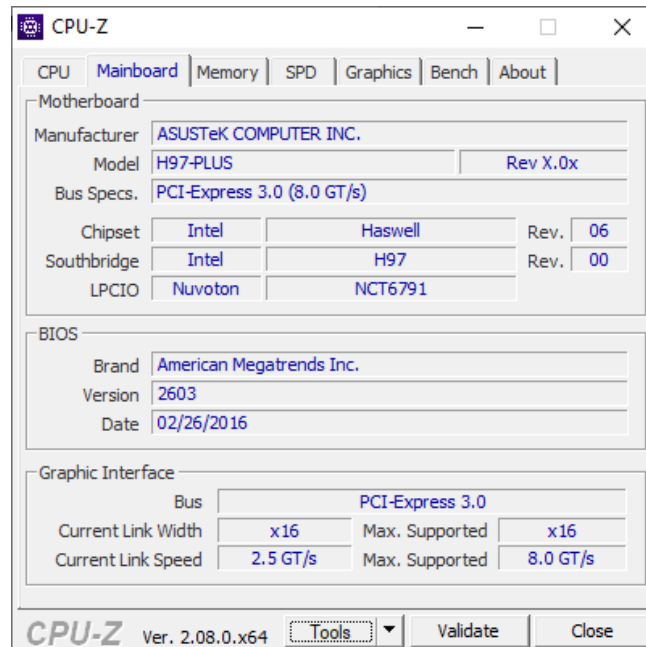 CPU-Z
CPU Mainboard Memory SPD Graphics Bench About
Motherboard
Manufacturer ASUSTeK COMPUTER INC.
Model H97-PLUS Rev X.0x
Bus Specs. PCI-Express 3.0 (8.0 GT/s)
Chipset Intel Haswell Rev. 06
Southbridge Intel H97 Rev. 00
LPCIO Nuvoton NCT6791
BIOS
Brand American Megatrends Inc.
Version 2603
Date 02/26/2016
Graphic Interface
Bus PCI-Express 3.0
Current Link Width x16 Max. Supported x16
Current Link Speed 2.5 GT/s Max. Supported 8.0 GT/s
CPU-Z Ver. 2.08.0.x64 Tools Validate Close